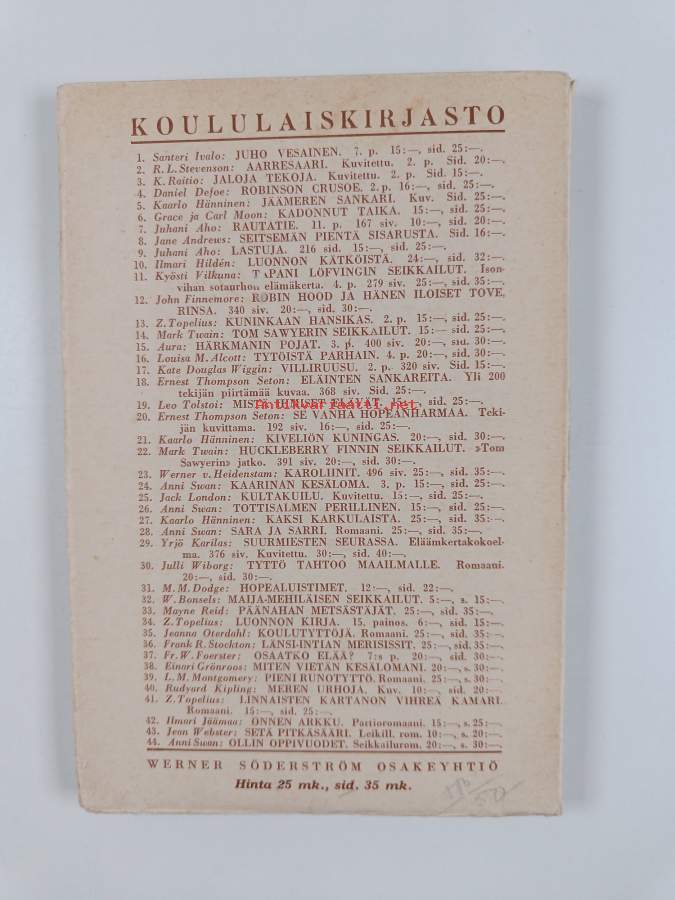 KOULULAISKIRJASTO
1. Santeri Ivalo: JUHO VESAINEN. 7. p. 15:—, sid. 25:—.
2. R.L. Stevenson: AARRESAARI. Kuvitettu. 2. p. Sid. 20:—.
3. K. Raitio: JALOJA TEKOJA. Kuvitettu. 2. p. Sid. 15:—.
4. Daniel Defoe: ROBINSON CRUSOE. 2. p. 16:—, sid. 25:—.
5. Kaarlo Hänninen: JÄÄMEREN SANKARI. Kuv. Sid. 25:—.
6. Grace ja Carl Moon: KADONNUT TAIKA. 15:—, sid. 25:—.
7. Juhani Aho: RAUTATIE. 11. p. 167 siv. 10:—, sid. 20:—.
8. Jane Andrews: SEITSEMÄN PIENTÄ SISARUSTA. Sid. 16:—.
9. Juhani Aho: LASTUJA. 216 sid. 15:—, sid. 25:—.
10. Ilmari Hildén: LUONNON KÄTKÖISTÄ. 24:—, sid. 32:—.
11. Kyösti Vilkuna: TAPANI LÖFVINGIN SEIKKAILUT. Ison-
vihan sotaurhon elämäkerta. 4. p. 279 siv. 25:—, sid. 35:—.
12. John Finnemore: ROBIN HOOD JA HÄNEN ILOISET TOVE
RINSA. 340 siv. 20:—, sid. 30:—.
13. Z. Topelius: KUNINKAAN HANSIKAS. 2. p. 15:—, sid. 25:—.
14. Mark Twain: TOM SAWYERIN SEIKKAILUT. 15:— sid. 25:—.
15. Aura: HÄRKMANIN POJAT. 3. p. 400 siv. 20:—, sid. 30:—.
16. Louisa M. Alcott: TYTÖISTÄ PARHAIN. 4. p. 20:—, sid. 30:—.
17. Kate Douglas Wiggin: VILLIRUUSU. 2. p. 320 siv. Sid. 15:—.
18. Ernest Thompson Seton: ELÄINTEN SANKAREITA. Yli 200
tekijän piirtämää kuvaa. 368 siv. Sid. 25:—.
19. Leo Tolstoi: MISTÄ IHMISET ELÄVÄT. 15:—, sid. 25:—.
antikvariaatti.net
20. Ernest Thompson Seton: SE VANHA HOPEANHARMAA. Teki-
jän kuvittama. 192 siv. 16:—, sid. 25:—.
21. Kaarlo Hänninen: KIVELIÖN KUNINGAS. 20:—, sid. 30:—.
22. Mark Twain: HUCKLEBERRY FINNIN SEIKKAILUT. »Tom
Sawyerin» jatko. 391 siv. 20:—, sid. 30:—.
23. Werner v. Heidenstam: KAROLIINIT. 496 siv. 25:—, sid. 35:—.
24. Anni Swan: KAARINAN KESÄLOMA. 3. p. 15:—, sid. 25:—.
25. Jack London: KULTAKUILU. Kuvitettu. 15:—, sid. 25:—.
26. Anni Swan: TOTTISALMEN PERILLINEN. 15:—, sid. 25:—.
27. Kaarlo Hänninen: KAKSI KARKULAISTA. 25:—, sid. 35:—.
28. Anni Swan: SARA JA SARRI. Romaani. 25:—, sid. 35:—.
29. Yrjö Karilas: SUURMIESTEN SEURASSA. Eläämkertakokoel-
ma. 376 siv. Kuvitettu. 30:—, sid. 40:—.
30. Julli Wiborg: TYTTÖ TAHTOO MAAILMALLE. Romaani.
20:—, sid. 30:—.
31. M.M. Dodge: HOPEALUISTIMET. 12:—, sid. 22:—.
32. W. Bonsels: MAIJA-MEHILÄISEN SEIKKAILUT. 5:—, s. 15:—.
33. Mayne Reid: PÄÄNAHAN METSÄSTÄJÄT. 25:—, sid. 35:—.
34. Z. Topelius: LUONNON KIRJA. 15. painos. 6:—, sid. 15:—.
35. Jeanna Oterdahl: KOULUTYTTÖJÄ. Romaani. 25:—, sid. 35:—.
36. Frank R. Stockton: LÄNSI-INTIAN MERISISSIT. 25:—, sid. 35:—.
37. Fr. W. Foerster: OSAATKO ELÄÄ? 7:s p. 20:—, sid. 30:—.
38. Einari Grönroos: MITEN VIETÄN KESÄLOMANI. 20:—, s. 30:—.
39. L.M. Montgomery: PIENI RUNOTYTTÖ. Romaani. 25:—, s. 30:—.
40. Rudyard Kipling: MEREN URHOJA. Kuv. 10:—, sid. 20:—.
41. Z. Topelius: LINNAISTEN KARTANON VIHREÄ KAMARI.
Romaani. 15:—, sid. 25:—.
42. Ilmari Jäämaa: ONNEN ARKKU. Partioromaani. 15:—, s. 25:—.
43. Jean Webster: SETÄ PITKÄSÄÄRI. Leikill. rom. 10:—, s. 20:—.
44. Anni Swan: OLLIN OPPIVUODET. Seikkailurom. 20:—, s. 30:—.
WERNER SÖDERSTRÖM OSAKEYHTIÖ
Hinta 25 mk., sid. 35 mk.